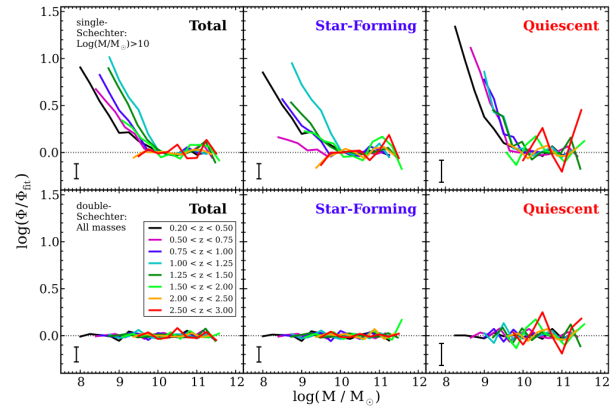 single-
Schechter:
Log(M/M☉)>10
Total
Star-Forming
Quiescent
1.5
1.0
0.5
0.0
double-
Schechter:
All masses
Total
Star-Forming
Quiescent
0.20 < z < 0.50
0.50 < z < 0.75
0.75 < z < 1.00
1.00 < z < 1.25
1.25 < z < 1.50
1.50 < z < 2.00
2.00 < z < 2.50
2.50 < z < 3.00
1.5
1.0
0.5
0.0
log(Φ/Φfit)
8 9 10 11 12 8 9 10 11 12 8 9 10 11 12
log(M / M☉)